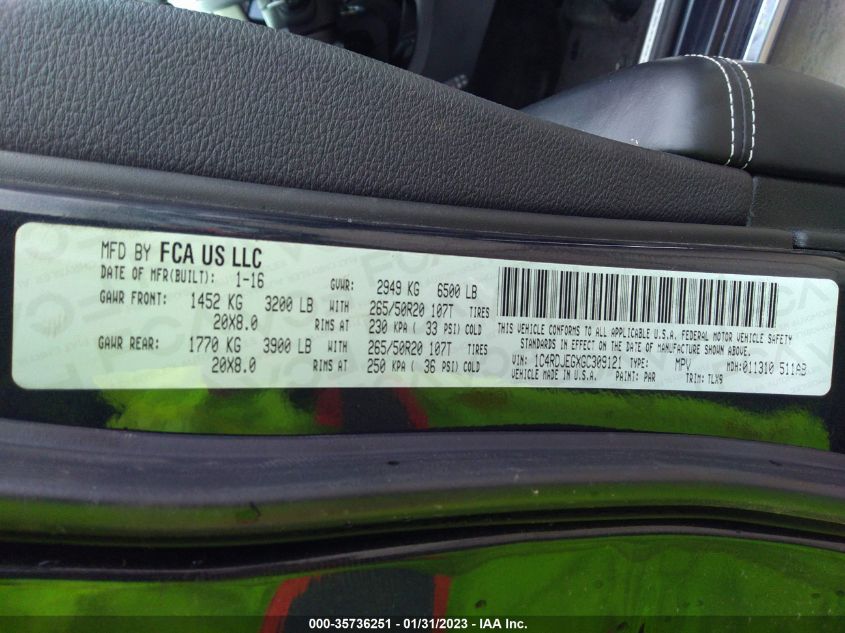 MFD BY FCA US LLC
DATE OF MFR(BUILT): 1-16 GVWR: 2949 KG 6500 LB
GAWR FRONT: 1452 KG 3200 LB WITH 265/50R20 107T TIRES
20X8.0 RIMS AT 230 KPA ( 33 PSI) COLD
GAWR REAR: 1770 KG 3900 LB WITH 265/50R20 107T TIRES
20X8.0 RIMS AT 250 KPA ( 36 PSI) COLD
THIS VEHICLE CONFORMS TO ALL APPLICABLE U.S.A. FEDERAL MOTOR VEHICLE SAFETY
STANDARDS IN EFFECT ON THE DATE OF MANUFACTURE SHOWN ABOVE.
VIN: 1C4RDJEGXGC309121 TYPE: MPV MDH:011310 511AB
VEHICLE MADE IN U.S.A. PAINT: PAR TRIM: TLX9
000-35736251 - 01/31/2023 - IAA Inc.